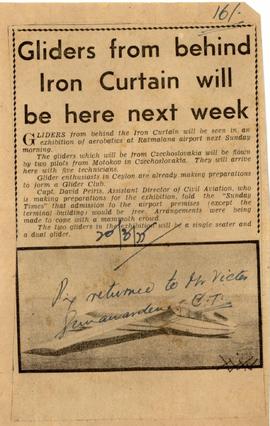 16/-
Gliders from behind
Iron Curtain will
be here next week
GLIDERS from behind the Iron Curtain will be seen in, an
exhibition of aerobatics at Ratmalana airport next Sunday
morning.
The gliders which will be from Czechoslovakia will be flown
by two pilots from Motokov in Czechoslovakia. They will arrive
here with five technicians.
Glider enthusiasts in Ceylon are already making preparations
to form a Glider Club.
Capt. David Peiris, Assistant Director of Civil Aviation, who
is making preparations for the exhibition, told the "Sunday
Times" that admission to the airport premises (except the
terminal buildings) would be free. Arrangements were being
made to cope with a mammoth crowd.
The two gliders in the exhibition will be a single seater and
a dual glider.
20/3/55
returned to Mr Victor
C.T.